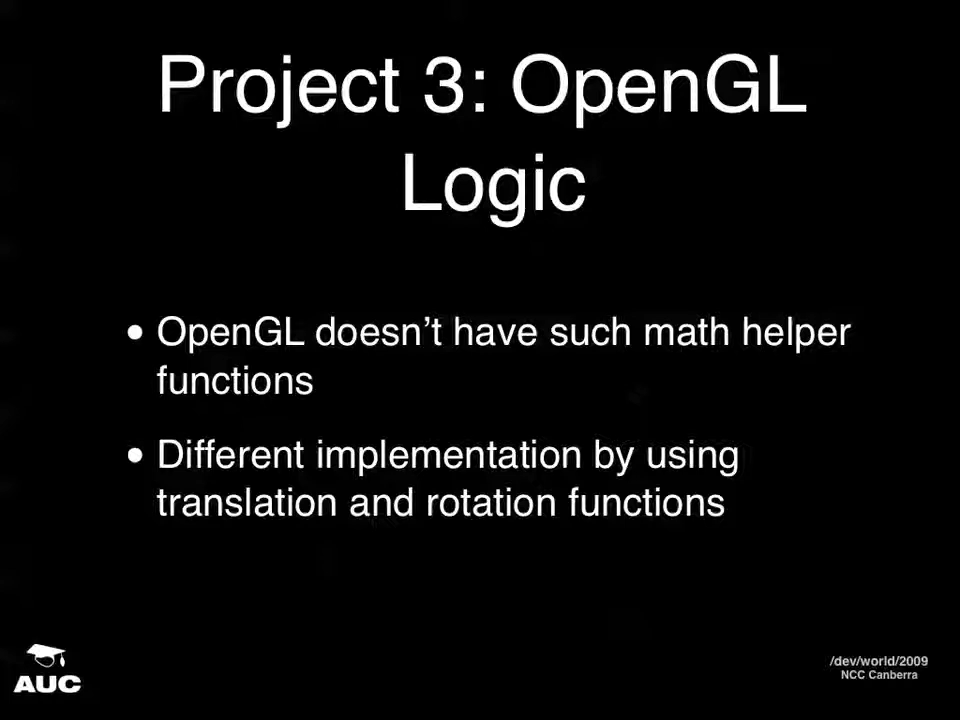 Project 3: OpenGL
Logic
• OpenGL doesn’t have such math helper
functions
• Different implementation by using
translation and rotation functions
AUC
/dev/world/2009
NCC Canberra